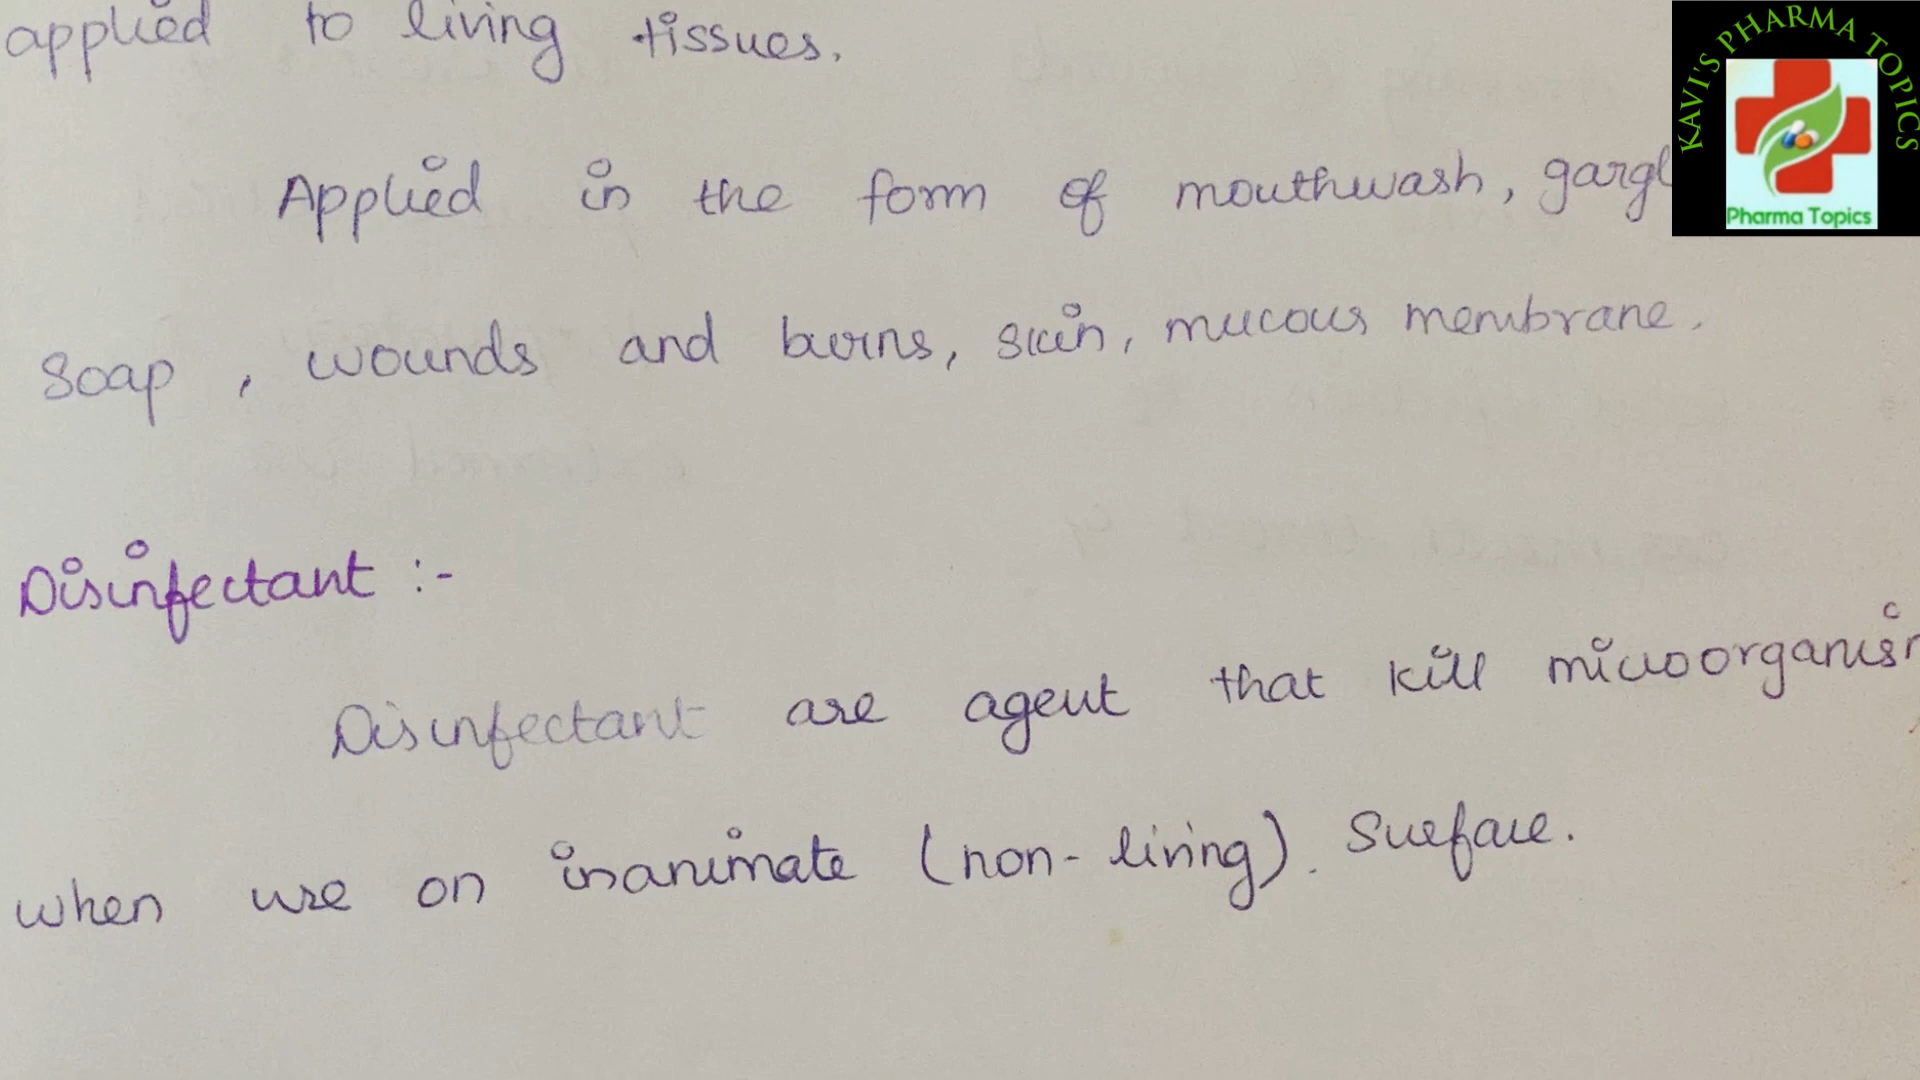 applied to living tissues.
KAVI'S PHARMA TOPICS
Pharma Topics
Applied in the form of mouthwash, gargl
soap, wounds and burns, skin, mucous membrane.
Disinfectant :-
Disinfectant are agent that kill microorganism
when use on inanimate (non-living). Surface.